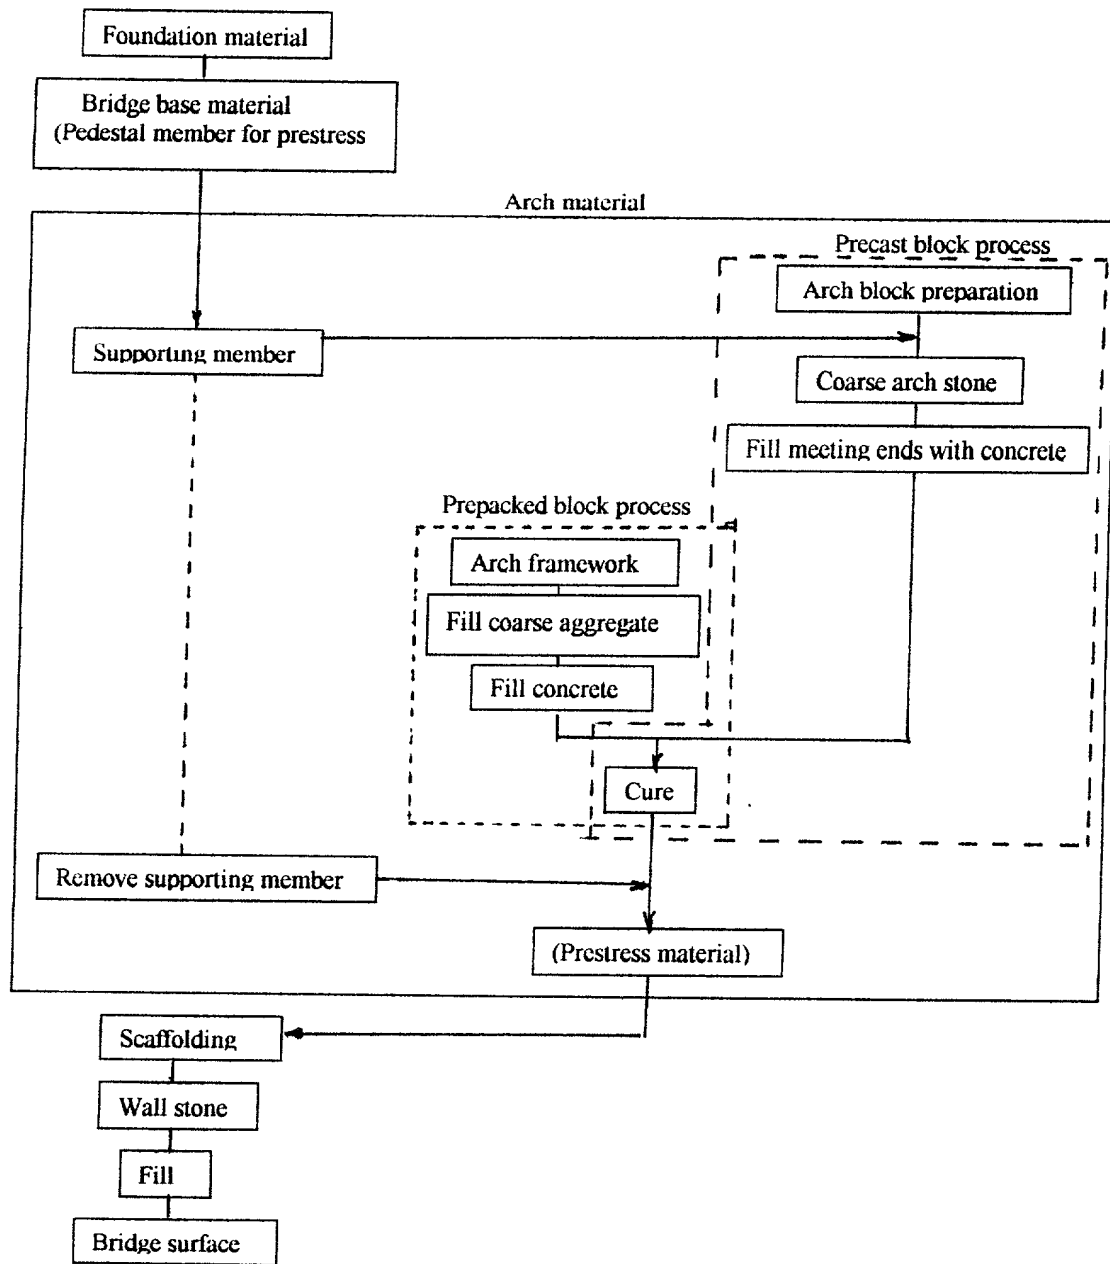 Foundation material
Bridge base material
(Pedestal member for prestress
Arch material
Precast block process
Arch block preparation
Supporting member
Coarse arch stone
Fill meeting ends with concrete
Prepacked block process
Arch framework
Fill coarse aggregate
Fill concrete
Cure
Remove supporting member
(Prestress material)
Scaffolding
Wall stone
Fill
Bridge surface